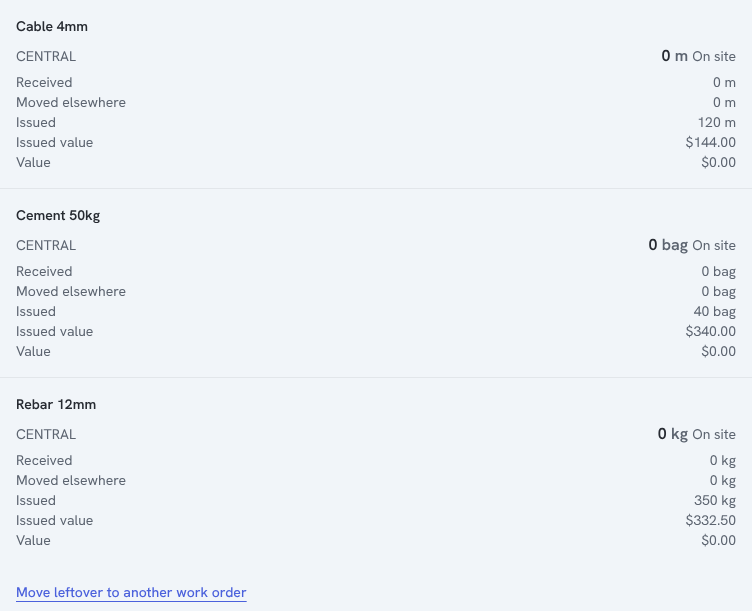 Cable 4mm
CENTRAL 0 m On site
Received 0 m
Moved elsewhere 0 m
Issued 120 m
Issued value $144.00
Value $0.00
Cement 50kg
CENTRAL 0 bag On site
Received 0 bag
Moved elsewhere 0 bag
Issued 40 bag
Issued value $340.00
Value $0.00
Rebar 12mm
CENTRAL 0 kg On site
Received 0 kg
Moved elsewhere 0 kg
Issued 350 kg
Issued value $332.50
Value $0.00
Move leftover to another work order